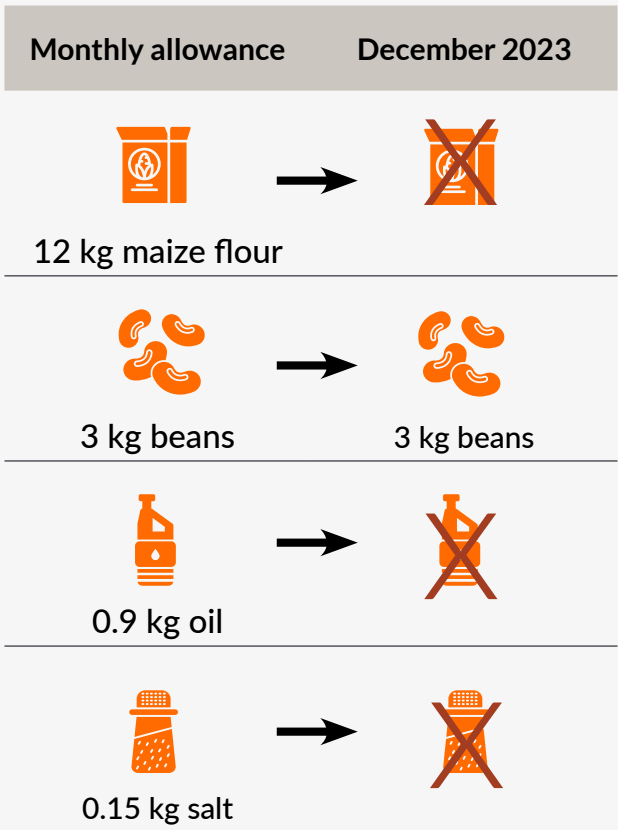 Monthly allowance
December 2023
12 kg maize flour
3 kg beans
3 kg beans
0.9 kg oil
0.15 kg salt